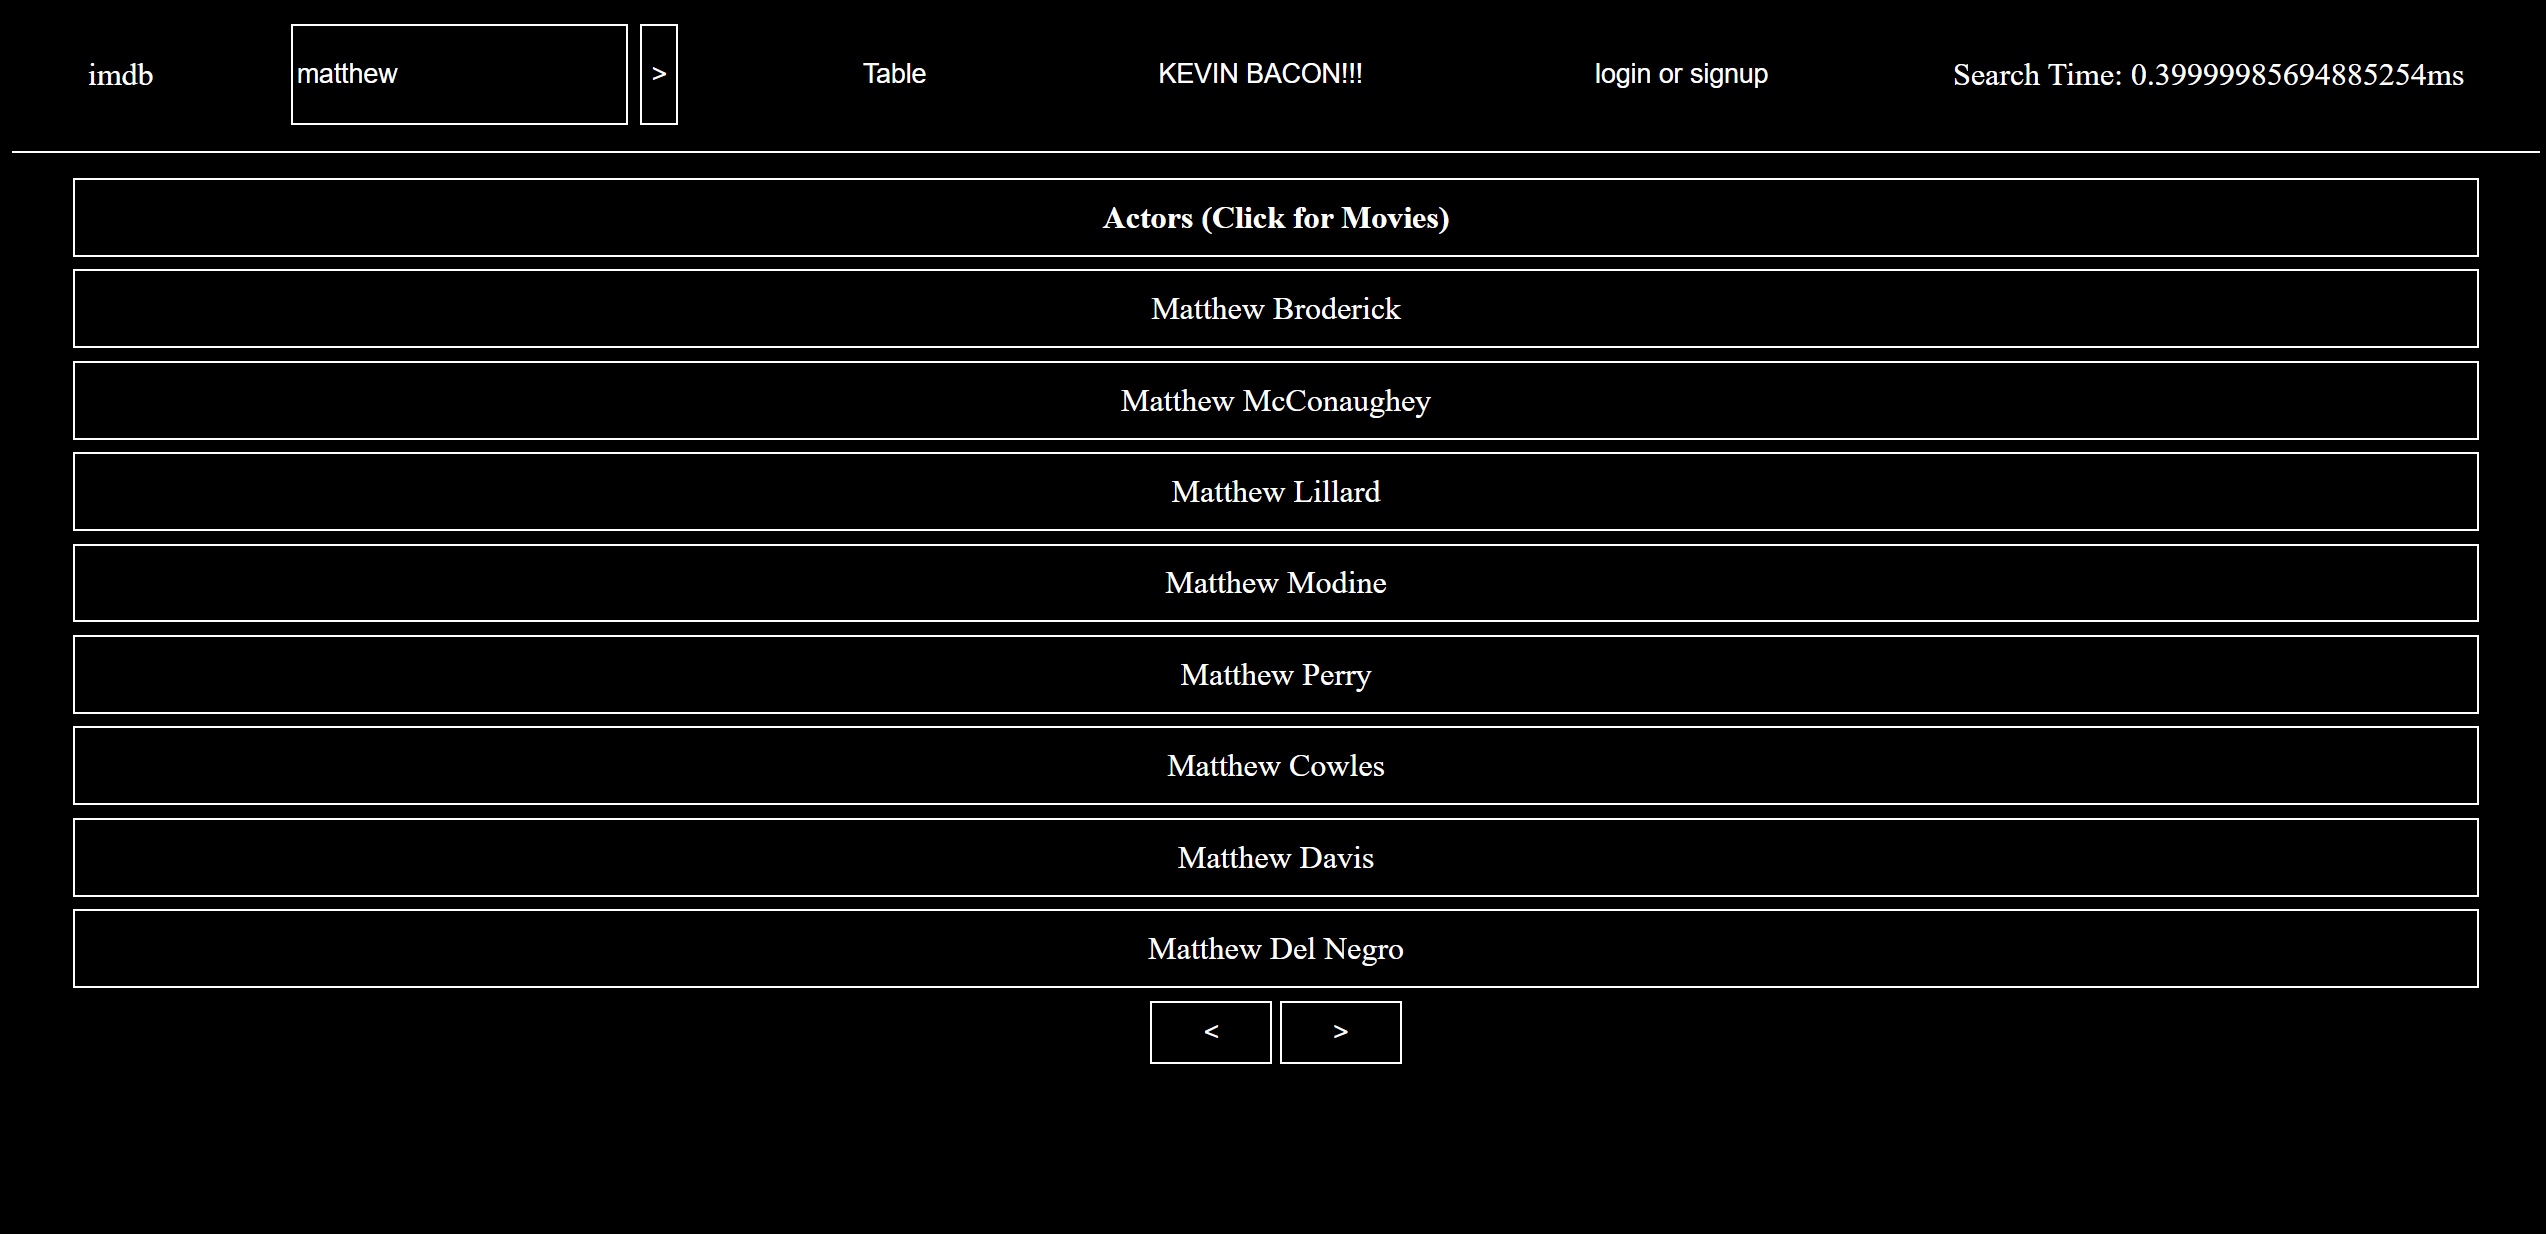 imdb
matthew
>
Table
KEVIN BACON!!!
login or signup
Search Time: 0.39999985694885254ms
Actors (Click for Movies)
Matthew Broderick
Matthew McConaughey
Matthew Lillard
Matthew Modine
Matthew Perry
Matthew Cowles
Matthew Davis
Matthew Del Negro
< >